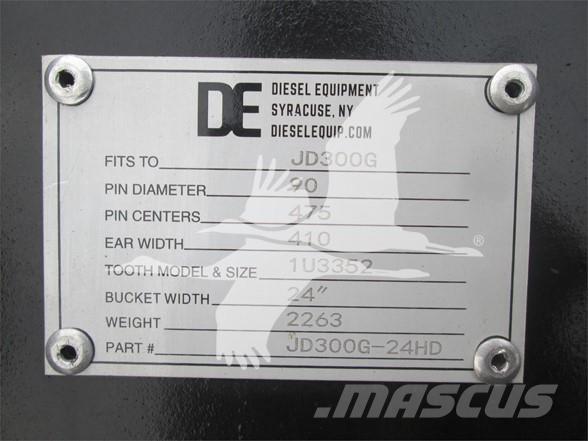 DE
DIESEL EQUIPMENT
SYRACUSE, NY
DIESELEQUIP.COM
FITS TO JD300G
PIN DIAMETER 90
PIN CENTERS 475
EAR WIDTH 410
TOOTH MODEL & SIZE 1U3352
BUCKET WIDTH 24"
WEIGHT 2263
PART # JD300G-24HD
®
MASCUS